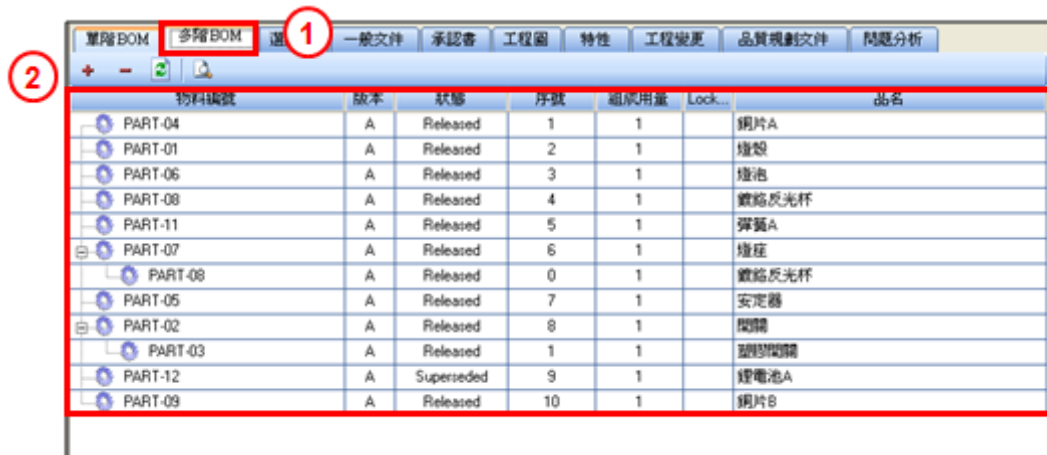 單階BOM 多階BOM 選 1 一般文件 承認書 工程圖 特性 工程變更 品質規劃文件 問題分析
2
物料編號 版本 狀態 序號 組成用量 Lock... 品名
PART-04 A Released 1 1 銅片A
PART-01 A Released 2 1 燈殼
PART-06 A Released 3 1 燈泡
PART-08 A Released 4 1 鍍鉻反光杯
PART-11 A Released 5 1 彈簧A
PART-07 A Released 6 1 燈座
PART-08 A Released 0 1 鍍鉻反光杯
PART-05 A Released 7 1 安定器
PART-02 A Released 8 1 開關
PART-03 A Released 1 1 塑膠開關
PART-12 A Superseded 9 1 鋰電池A
PART-09 A Released 10 1 銅片B